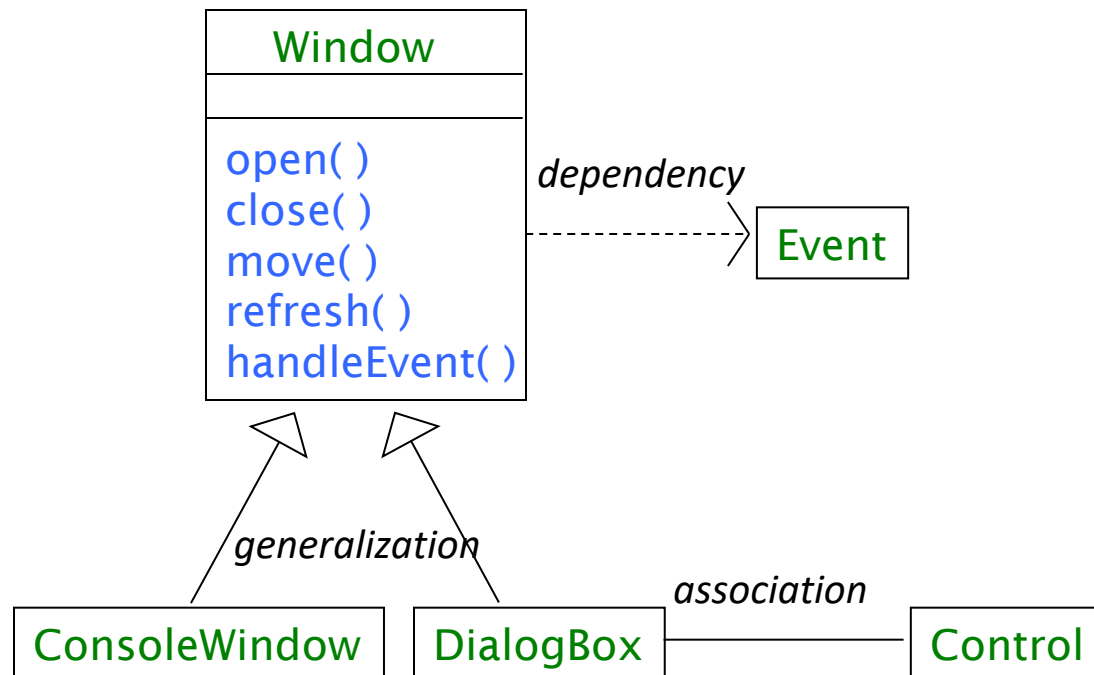 Window
open( )
close( )
move( )
refresh( )
handleEvent( )
dependency
Event
generalization
association
ConsoleWindow
DialogBox
Control